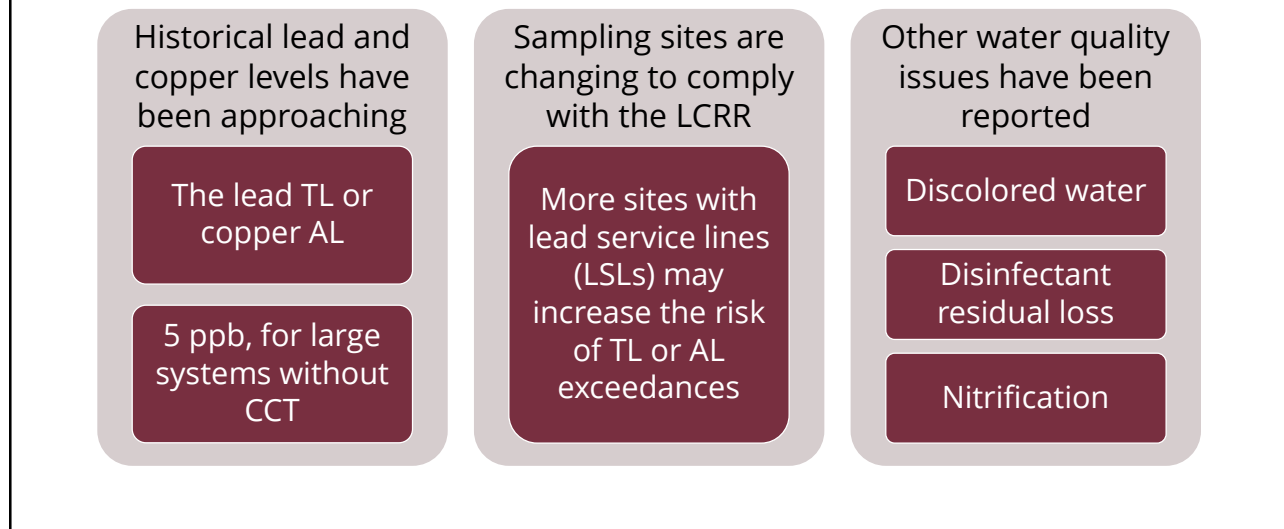 Historical lead and
copper levels have
been approaching
The lead TL or
copper AL
5 ppb, for large
systems without
CCT
Sampling sites are
changing to comply
with the LCRR
More sites with
lead service lines
(LSLs) may
increase the risk
of TL or AL
exceedances
Other water quality
issues have been
reported
Discolored water
Disinfectant
residual loss
Nitrification